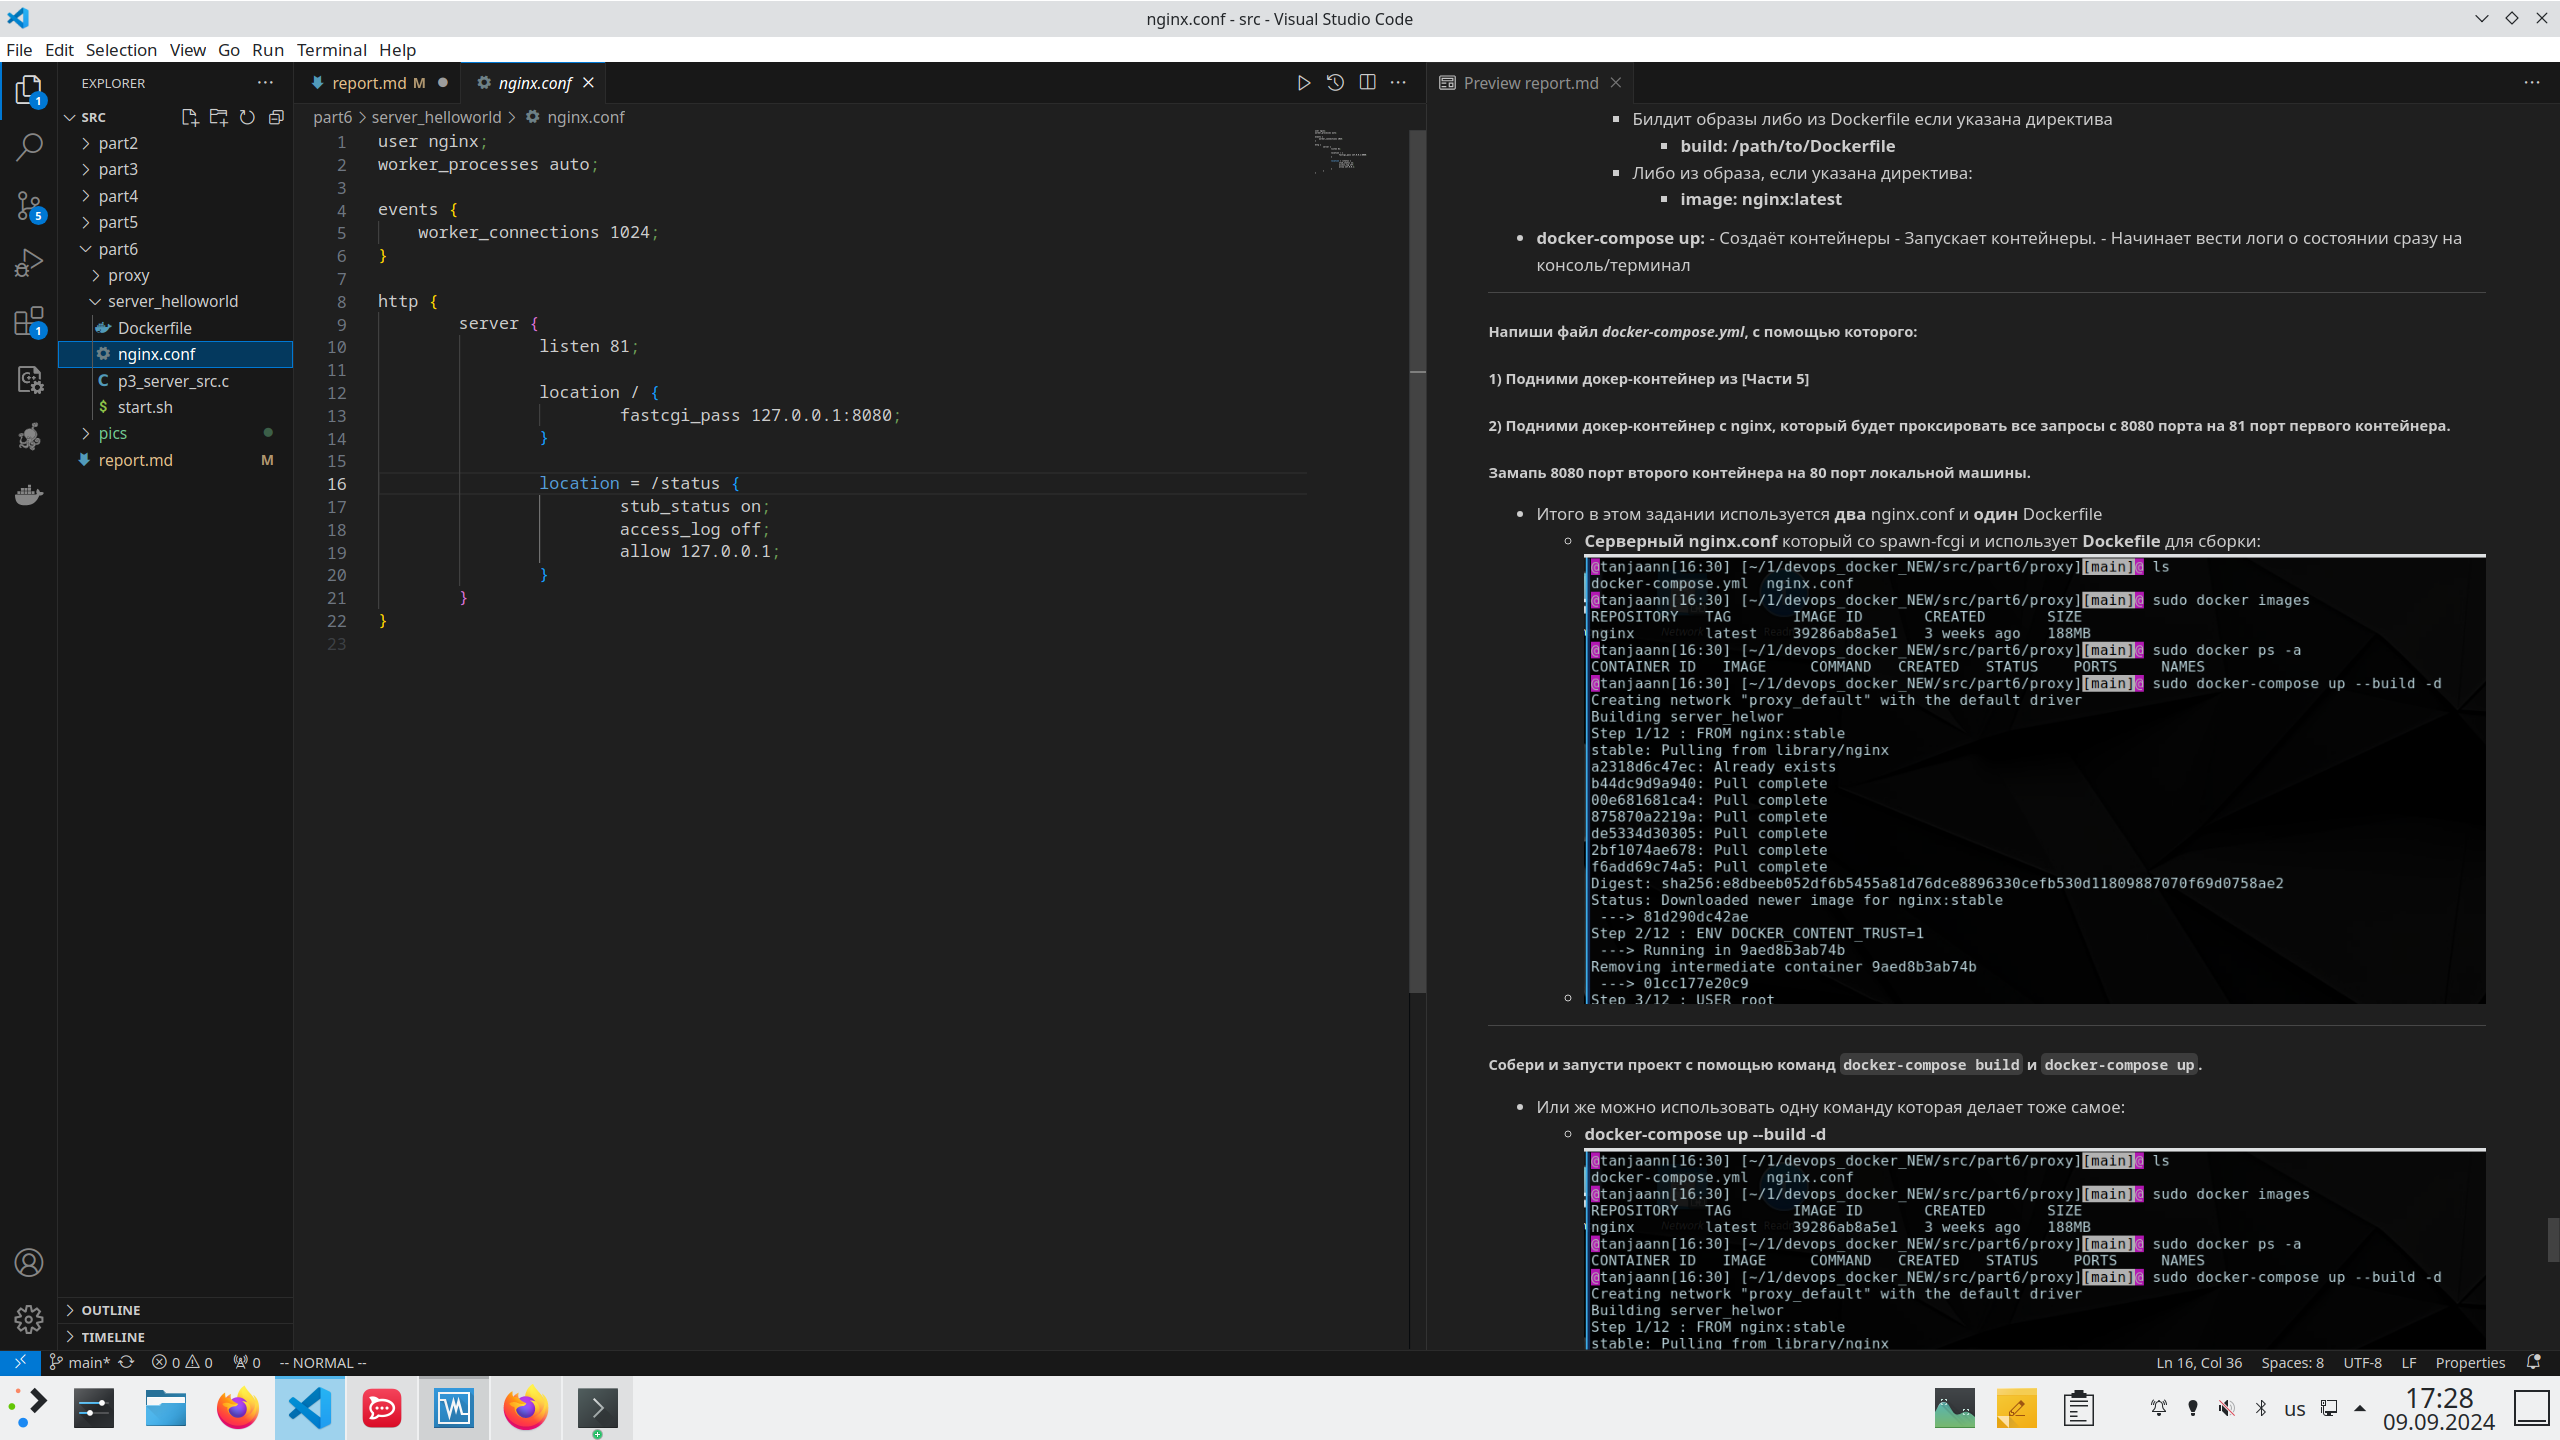 nginx.conf - src - Visual Studio Code
File Edit Selection View Go Run Terminal Help
EXPLORER
SRC
part2
part3
part4
part5
part6
proxy
server_helloworld
Dockerfile
nginx.conf
p3_server_src.c
start.sh
pics
report.md M
OUTLINE
TIMELINE
1
5
1
report.md M
nginx.conf
part6 > server_helloworld > nginx.conf
1 user nginx;
2 worker_processes auto;
3
4 events {
5 worker_connections 1024;
6 }
7
8 http {
9 server {
10 listen 81;
11
12 location / {
13 fastcgi_pass 127.0.0.1:8080;
14 }
15
16 location = /status {
17 stub_status on;
18 access_log off;
19 allow 127.0.0.1;
20 }
21 }
22 }
23
Preview report.md
Билдит образы либо из Dockerfile если указана директива
build: /path/to/Dockerfile
Либо из образа, если указана директива:
image: nginx:latest
docker-compose up: - Создаёт контейнеры - Запускает контейнеры. - Начинает вести логи о состоянии сразу на
консоль/терминал
Напиши файл docker-compose.yml, с помощью которого:
1) Подними докер-контейнер из [Части 5]
2) Подними докер-контейнер с nginx, который будет проксировать все запросы с 8080 порта на 81 порт первого контейнера.
Замапь 8080 порт второго контейнера на 80 порт локальной машины.
Итого в этом задании используется два nginx.conf и один Dockerfile
Серверный nginx.conf который со spawn-fcgi и использует Dockefile для сборки:
@tanjaann[16:30] [~/1/devops_docker_NEW/src/part6/proxy][main]@ ls
docker-compose.yml nginx.conf
@tanjaann[16:30] [~/1/devops_docker_NEW/src/part6/proxy][main]@ sudo docker images
REPOSITORY TAG IMAGE ID CREATED SIZE
nginx latest 39286ab8a5e1 3 weeks ago 188MB
@tanjaann[16:30] [~/1/devops_docker_NEW/src/part6/proxy][main]@ sudo docker ps -a
CONTAINER ID IMAGE COMMAND CREATED STATUS PORTS NAMES
@tanjaann[16:30] [~/1/devops_docker_NEW/src/part6/proxy][main]@ sudo docker-compose up --build -d
Creating network "proxy_default" with the default driver
Building server_helwor
Step 1/12 : FROM nginx:stable
stable: Pulling from library/nginx
a2318d6c47ec: Already exists
b44dc9d9a940: Pull complete
00e681681ca4: Pull complete
875870a2219a: Pull complete
de5334d30305: Pull complete
2bf1074ae678: Pull complete
f6add69c74a5: Pull complete
Digest: sha256:e8dbeeb052df6b5455a81d76dce8896330cefb530d11809887070f69d0758ae2
Status: Downloaded newer image for nginx:stable
---> 81d290dc42ae
Step 2/12 : ENV DOCKER_CONTENT_TRUST=1
---> Running in 9aed8b3ab74b
Removing intermediate container 9aed8b3ab74b
---> 01cc177e20c9
Step 3/12 : USER root
Собери и запусти проект с помощью команд docker-compose build и docker-compose up.
Или же можно использовать одну команду которая делает тоже самое:
docker-compose up --build -d
@tanjaann[16:30] [~/1/devops_docker_NEW/src/part6/proxy][main]@ ls
docker-compose.yml nginx.conf
@tanjaann[16:30] [~/1/devops_docker_NEW/src/part6/proxy][main]@ sudo docker images
REPOSITORY TAG IMAGE ID CREATED SIZE
nginx latest 39286ab8a5e1 3 weeks ago 188MB
@tanjaann[16:30] [~/1/devops_docker_NEW/src/part6/proxy][main]@ sudo docker ps -a
CONTAINER ID IMAGE COMMAND CREATED STATUS PORTS NAMES
@tanjaann[16:30] [~/1/devops_docker_NEW/src/part6/proxy][main]@ sudo docker-compose up --build -d
Creating network "proxy_default" with the default driver
Building server_helwor
Step 1/12 : FROM nginx:stable
stable: Pulling from library/nginx
main* 0 0 0 -- NORMAL -- Ln 16, Col 36 Spaces: 8 UTF-8 LF Properties
us 17:28
09.09.2024